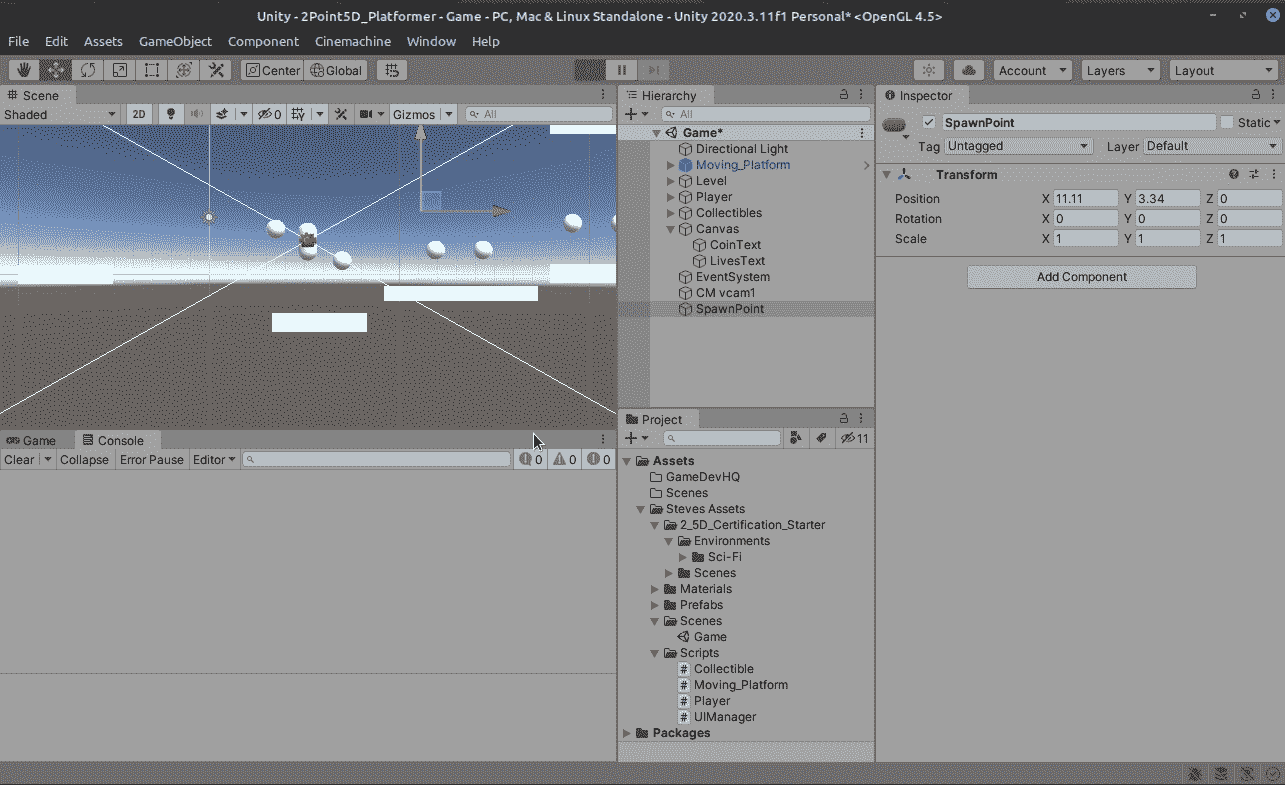 Unity - 2Point5D_Platformer - Game - PC, Mac & Linux Standalone - Unity 2020.3.11f1 Personal* <OpenGL 4.5>
File Edit Assets GameObject Component Cinemachine Window Help
Center Global Account Layers Layout
Scene
Shaded 2D 0 Gizmos All
Game Console
Clear Collapse Error Pause Editor 0 0 0
Hierarchy
All
Game*
Directional Light
Moving_Platform
Level
Player
Collectibles
Canvas
CoinText
LivesText
EventSystem
CM vcam1
SpawnPoint
Project
11
Assets
GameDevHQ
Scenes
Steves Assets
2_5D_Certification_Starter
Environments
Sci-Fi
Scenes
Materials
Prefabs
Scenes
Game
Scripts
# Collectible
# Moving_Platform
# Player
# UIManager
Packages
Inspector
SpawnPoint Static
Tag Untagged Layer Default
Transform
Position X 11.11 Y 3.34 Z 0
Rotation X 0 Y 0 Z 0
Scale X 1 Y 1 Z 1
Add Component